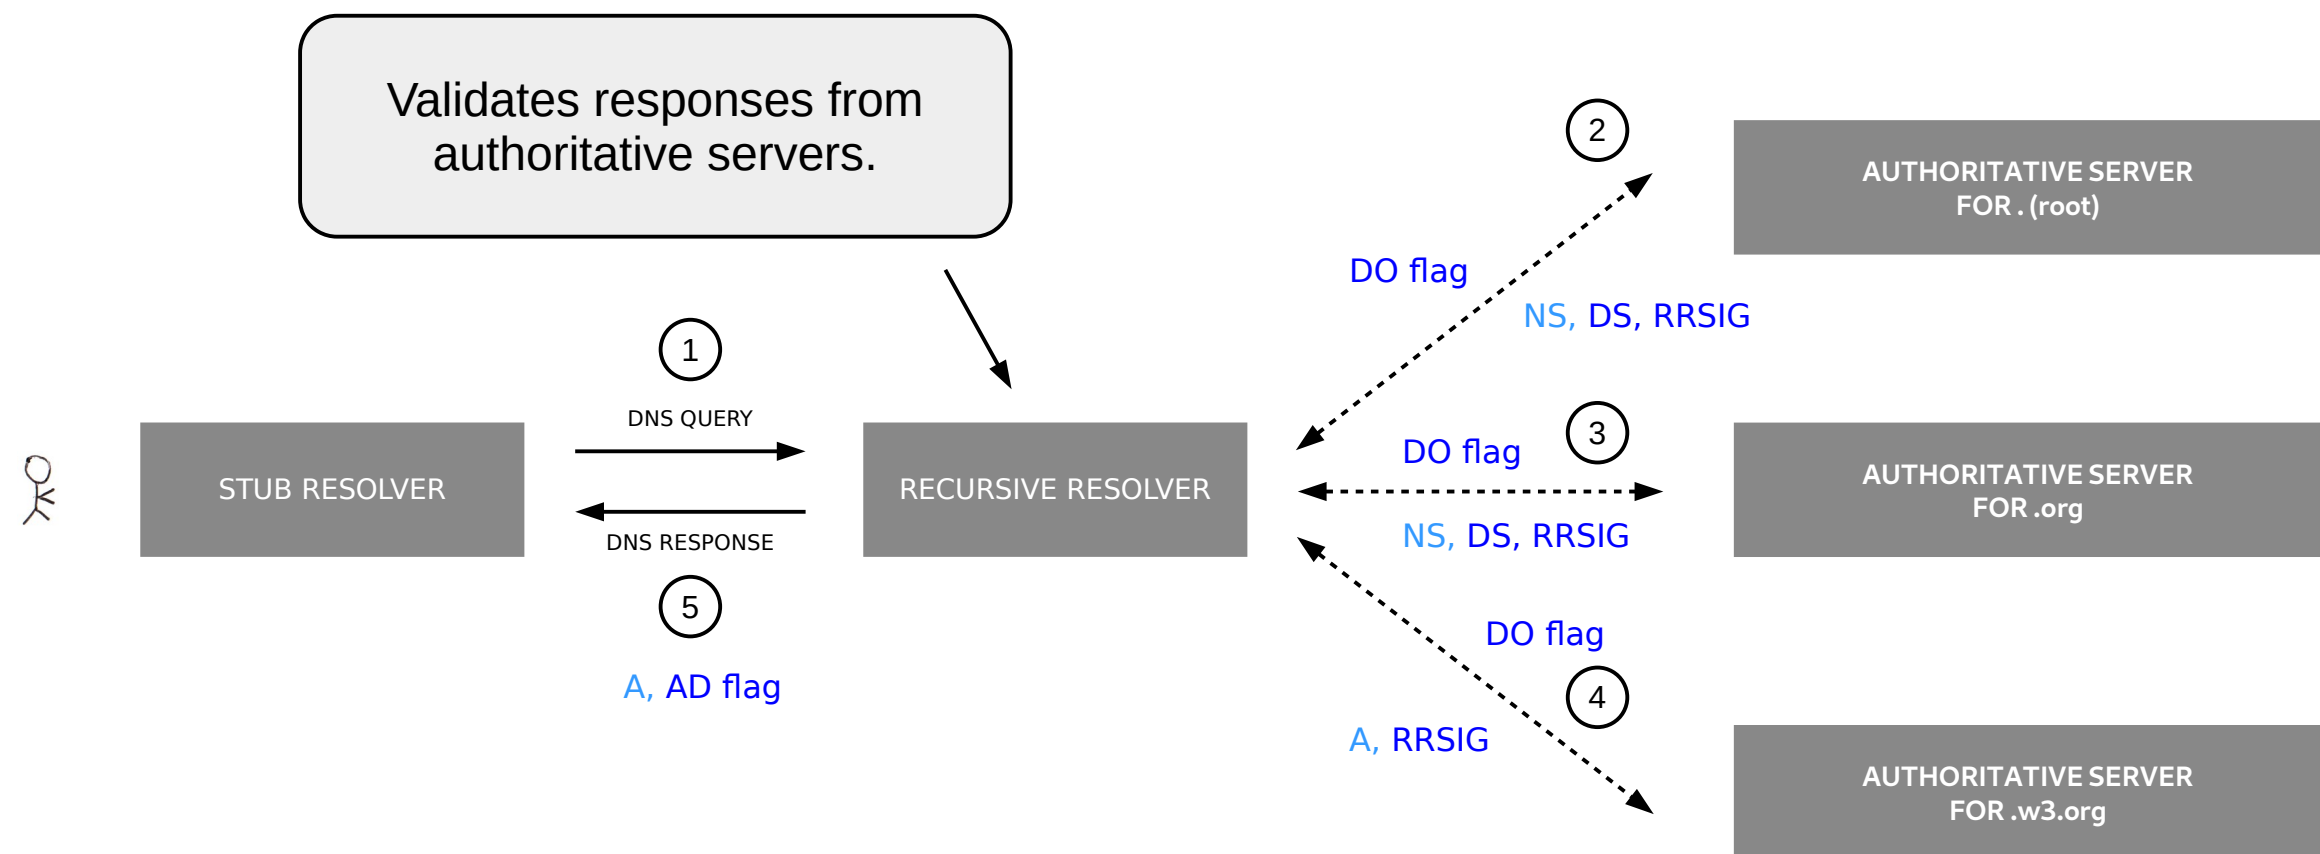 Validates responses from
authoritative servers.
2
AUTHORITATIVE SERVER
FOR . (root)
DO flag
NS, DS, RRSIG
1
DNS QUERY
3
DO flag
STUB RESOLVER
RECURSIVE RESOLVER
AUTHORITATIVE SERVER
FOR .org
DNS RESPONSE
NS, DS, RRSIG
5
A, AD flag
DO flag
4
A, RRSIG
AUTHORITATIVE SERVER
FOR .w3.org